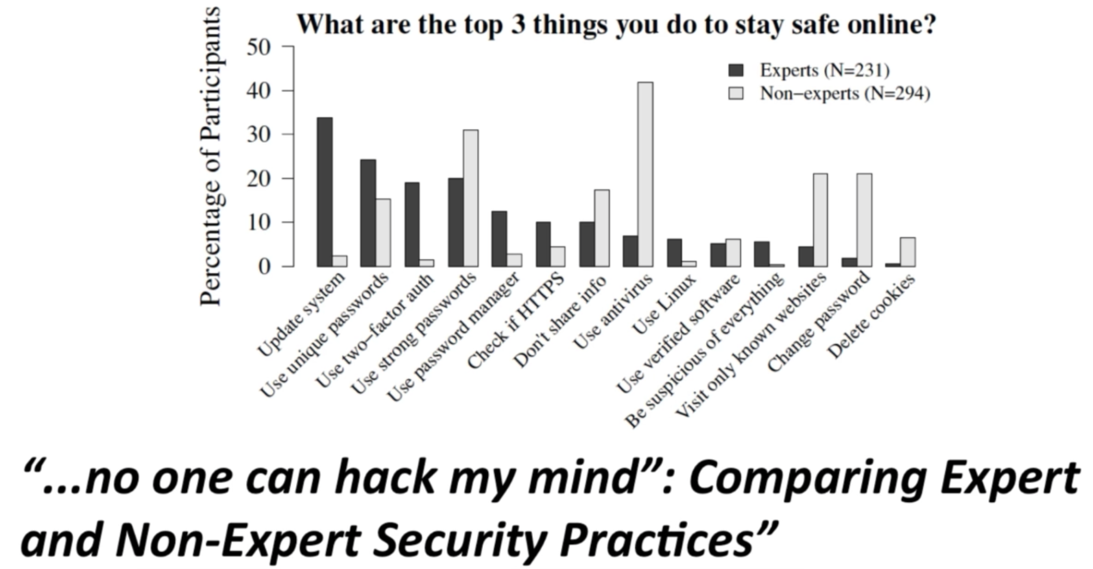 What are the top 3 things you do to stay safe online?
Percentage of Participants
50
40
30
20
10
0
Experts (N=231)
Non−experts (N=294)
Update system
Use unique passwords
Use two−factor auth
Use strong passwords
Use password manager
Check if HTTPS
Don't share info
Use antivirus
Use Linux
Use verified software
Be suspicious of everything
Visit only known websites
Change password
Delete cookies
“...no one can hack my mind”: Comparing Expert
and Non-Expert Security Practices”